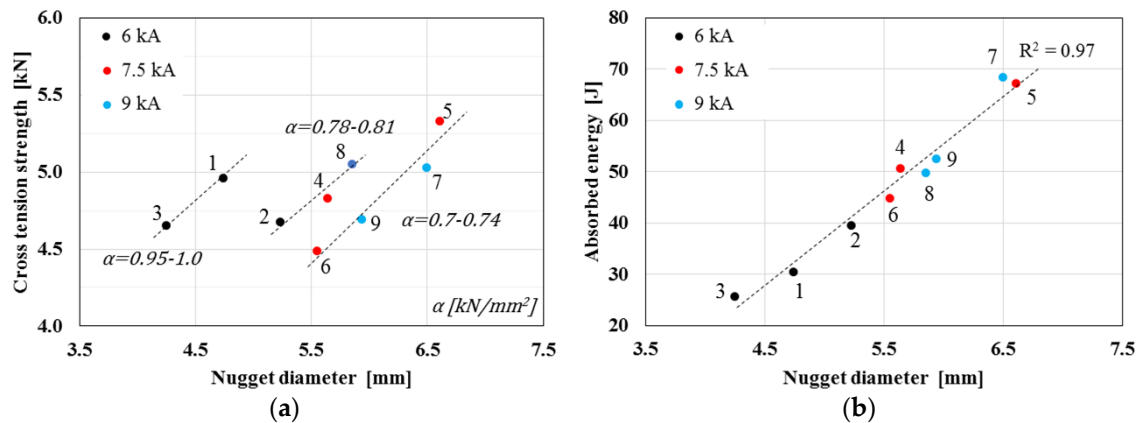 6.0
5.5
5.0
4.5
4.0
Cross tension strength [kN]
6 kA
7.5 kA
9 kA
α=0.78-0.81
α=0.95-1.0
α=0.7-0.74
α [kN/mm²]
1
3
2
4
8
5
7
9
6
3.5 4.5 5.5 6.5 7.5
Nugget diameter [mm]
(a)
80
70
60
50
40
30
20
Absorbed energy [J]
6 kA
7.5 kA
9 kA
R² = 0.97
7
5
4
9
8
6
2
3
1
3.5 4.5 5.5 6.5 7.5
Nugget diameter [mm]
(b)